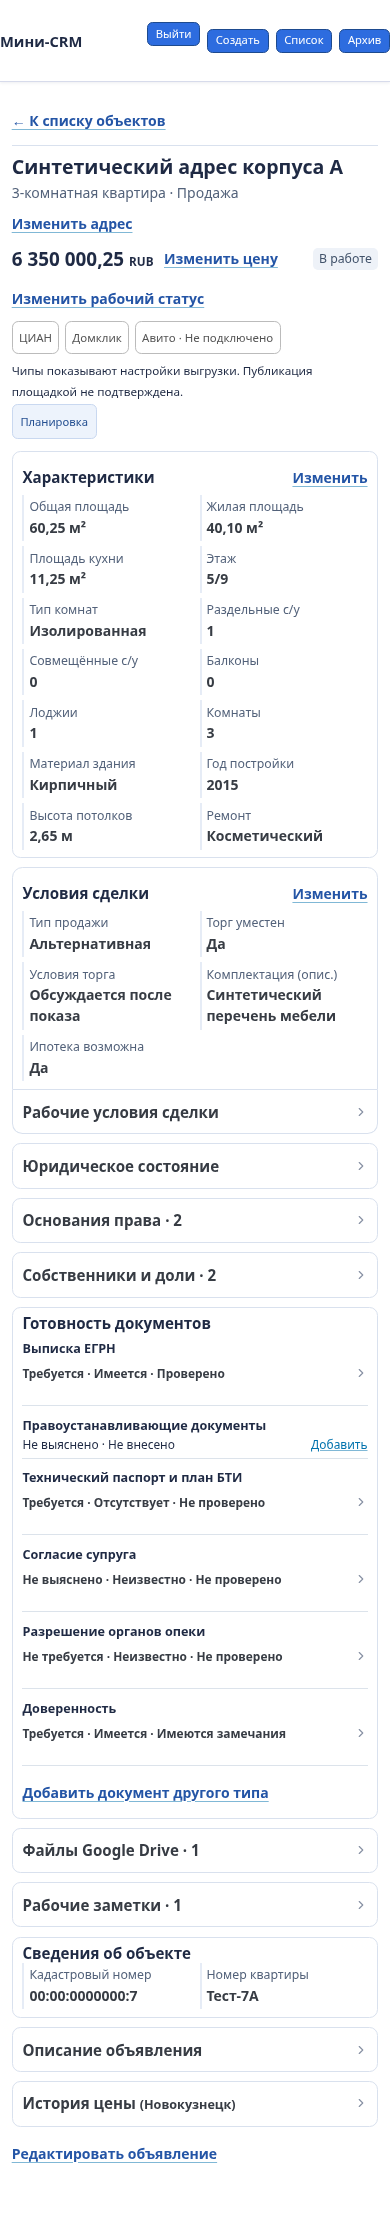 Мини-CRM
Выйти
Создать
Список
Архив
← К списку объектов
Синтетический адрес корпуса А
3-комнатная квартира · Продажа
Изменить адрес
6 350 000,25 RUB Изменить цену
В работе
Изменить рабочий статус
ЦИАН
Домклик
Авито · Не подключено
Чипы показывают настройки выгрузки. Публикация
площадкой не подтверждена.
Планировка
Характеристики
Изменить
Общая площадь
60,25 м²
Жилая площадь
40,10 м²
Площадь кухни
11,25 м²
Этаж
5/9
Тип комнат
Изолированная
Раздельные с/у
1
Совмещённые с/у
0
Балконы
0
Лоджии
1
Комнаты
3
Материал здания
Кирпичный
Год постройки
2015
Высота потолков
2,65 м
Ремонт
Косметический
Условия сделки
Изменить
Тип продажи
Альтернативная
Торг уместен
Да
Условия торга
Обсуждается после
показа
Комплектация (опис.)
Синтетический
перечень мебели
Ипотека возможна
Да
Рабочие условия сделки
Юридическое состояние
Основания права · 2
Собственники и доли · 2
Готовность документов
Выписка ЕГРН
Требуется · Имеется · Проверено
Правоустанавливающие документы
Не выяснено · Не внесено
Добавить
Технический паспорт и план БТИ
Требуется · Отсутствует · Не проверено
Согласие супруга
Не выяснено · Неизвестно · Не проверено
Разрешение органов опеки
Не требуется · Неизвестно · Не проверено
Доверенность
Требуется · Имеется · Имеются замечания
Добавить документ другого типа
Файлы Google Drive · 1
Рабочие заметки · 1
Сведения об объекте
Кадастровый номер
00:00:0000000:7
Номер квартиры
Тест-7А
Описание объявления
История цены (Новокузнецк)
Редактировать объявление